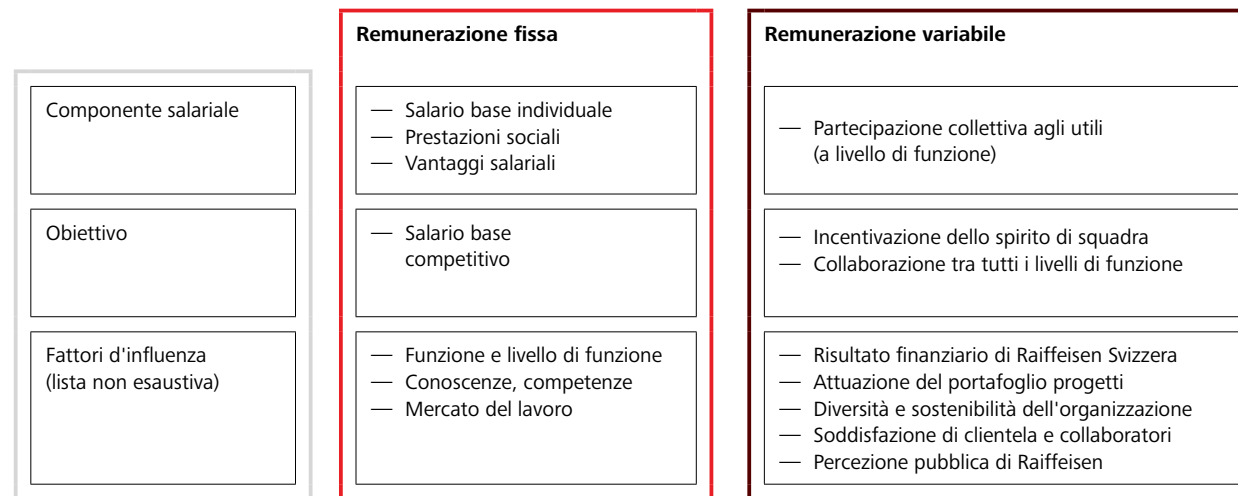 Remunerazione fissa
Remunerazione variabile
Componente salariale
— Salario base individuale
— Prestazioni sociali
— Vantaggi salariali
— Partecipazione collettiva agli utili
(a livello di funzione)
Obiettivo
— Salario base
competitivo
— Incentivazione dello spirito di squadra
— Collaborazione tra tutti i livelli di funzione
Fattori d'influenza
(lista non esaustiva)
— Funzione e livello di funzione
— Conoscenze, competenze
— Mercato del lavoro
— Risultato finanziario di Raiffeisen Svizzera
— Attuazione del portafoglio progetti
— Diversità e sostenibilità dell'organizzazione
— Soddisfazione di clientela e collaboratori
— Percezione pubblica di Raiffeisen